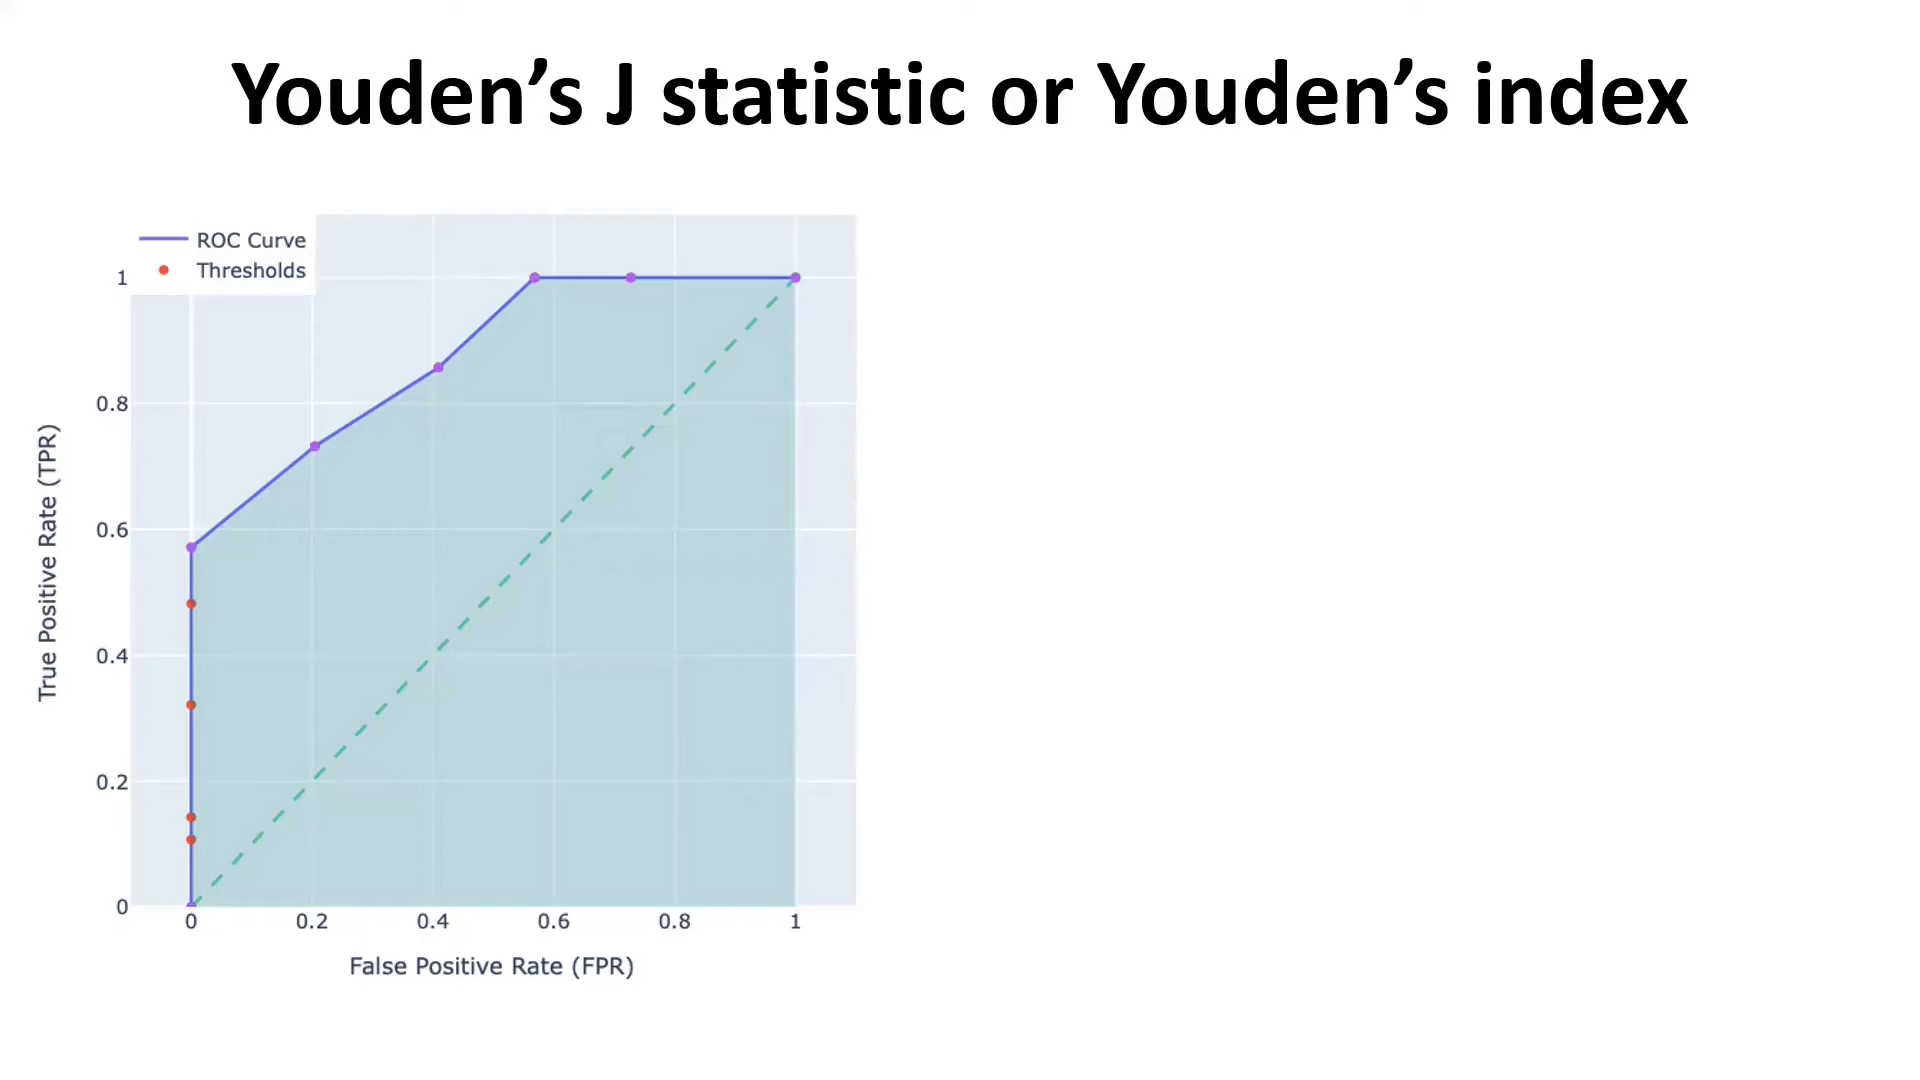 Youden’s J statistic or Youden’s index
ROC Curve
Thresholds
1
0.8
0.6
0.4
0.2
0
True Positive Rate (TPR)
0 0.2 0.4 0.6 0.8 1
False Positive Rate (FPR)